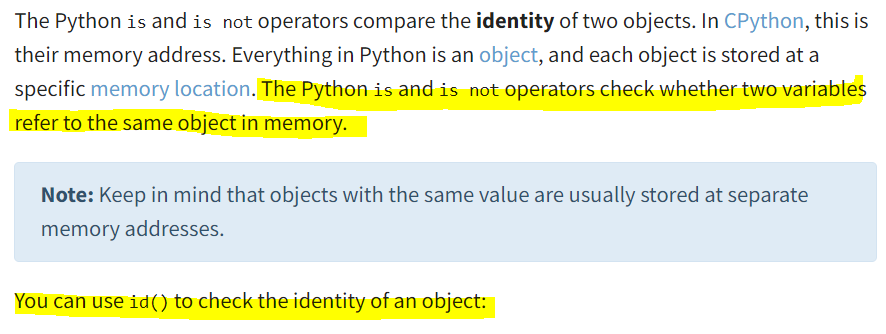 The Python is and is not operators compare the identity of two objects. In CPython, this is
their memory address. Everything in Python is an object, and each object is stored at a
specific memory location. The Python is and is not operators check whether two variables
refer to the same object in memory.
Note: Keep in mind that objects with the same value are usually stored at separate
memory addresses.
You can use id() to check the identity of an object: